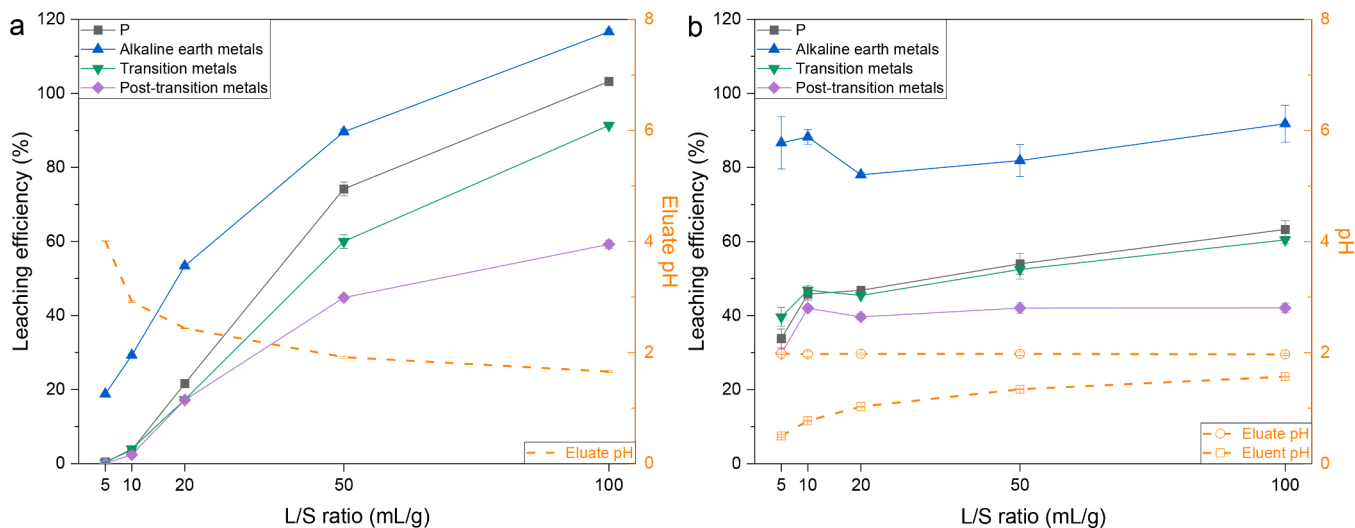 a
P
Alkaline earth metals
Transition metals
Post-transition metals
Leaching efficiency (%)
120
100
80
60
40
20
0
5 10 20 50 100
L/S ratio (mL/g)
8
6
4
2
0
Eluate pH
Eluate pH
b
P
Alkaline earth metals
Transition metals
Post-transition metals
Leaching efficiency (%)
120
100
80
60
40
20
0
5 10 20 50 100
L/S ratio (mL/g)
8
6
4
2
0
pH
Eluate pH
Eluent pH